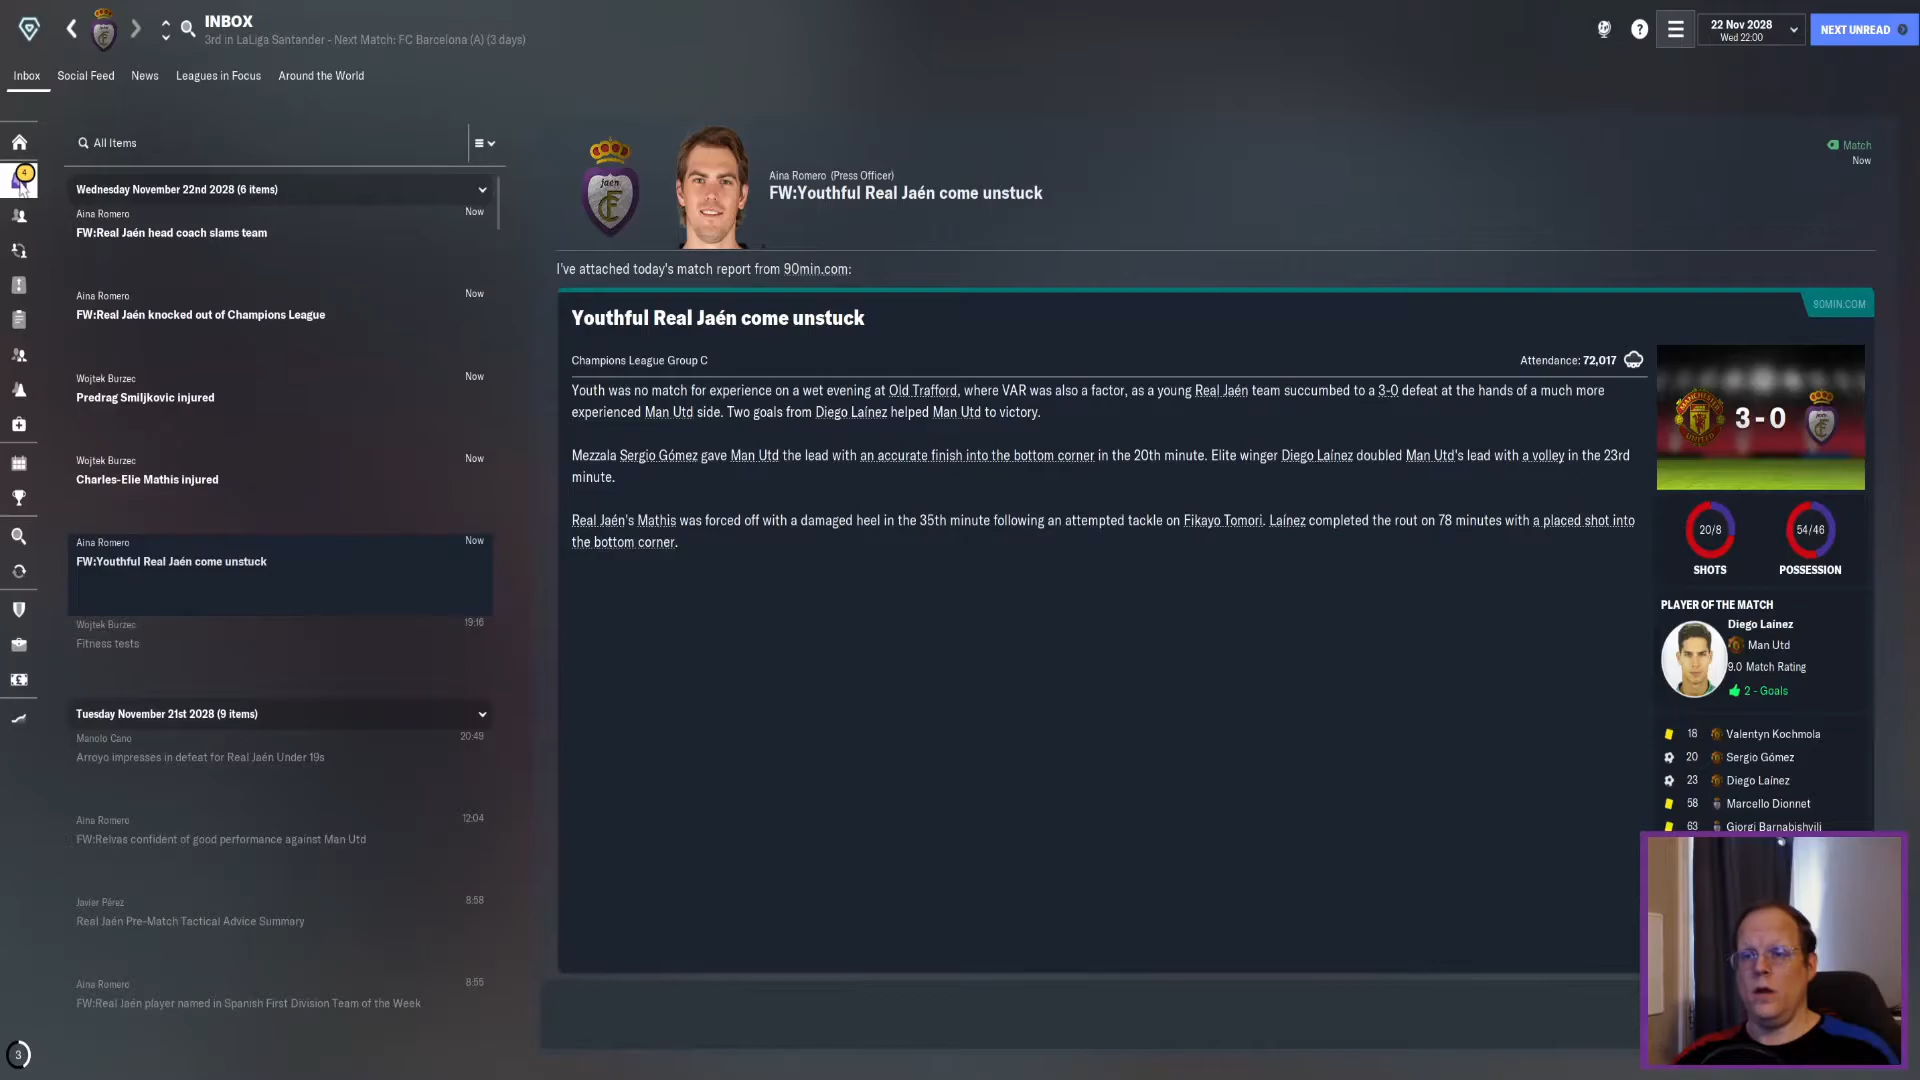 INBOX
3rd in LaLiga Santander - Next Match: FC Barcelona (A) (3 days)
22 Nov 2028
Wed 22:00
NEXT UNREAD
Inbox
Social Feed
News
Leagues in Focus
Around the World
4
3
All Items
Wednesday November 22nd 2028 (6 items)
Aina Romero
Now
FW:Real Jaén head coach slams team
Aina Romero
Now
FW:Real Jaén knocked out of Champions League
Wojtek Burzec
Now
Predrag Smiljkovic injured
Wojtek Burzec
Now
Charles-Elie Mathis injured
Aina Romero
Now
FW:Youthful Real Jaén come unstuck
Wojtek Burzec
19:16
Fitness tests
Tuesday November 21st 2028 (9 items)
Manolo Cano
20:49
Arroyo impresses in defeat for Real Jaén Under 19s
Aina Romero
12:04
FW:Relvas confident of good performance against Man Utd
Javier Pérez
8:58
Real Jaén Pre-Match Tactical Advice Summary
Aina Romero
8:55
FW:Real Jaén player named in Spanish First Division Team of the Week
Jaén
Aina Romero (Press Officer)
FW:Youthful Real Jaén come unstuck
Match
Now
I've attached today's match report from 90min.com:
90MIN.COM
Youthful Real Jaén come unstuck
Champions League Group C
Attendance: 72,017
Youth was no match for experience on a wet evening at Old Trafford, where VAR was also a factor, as a young Real Jaén team succumbed to a 3-0 defeat at the hands of a much more
experienced Man Utd side. Two goals from Diego Laínez helped Man Utd to victory.
Mezzala Sergio Gómez gave Man Utd the lead with an accurate finish into the bottom corner in the 20th minute. Elite winger Diego Laínez doubled Man Utd's lead with a volley in the 23rd
minute.
Real Jaén's Mathis was forced off with a damaged heel in the 35th minute following an attempted tackle on Fikayo Tomori. Laínez completed the rout on 78 minutes with a placed shot into
the bottom corner.
3 - 0
20/8
54/46
SHOTS
POSSESSION
PLAYER OF THE MATCH
Diego Laínez
Man Utd
9.0 Match Rating
2 - Goals
18 Valentyn Kochmola
20 Sergio Gómez
23 Diego Laínez
58 Marcello Dionnet
63 Giorgi Barnabishvili